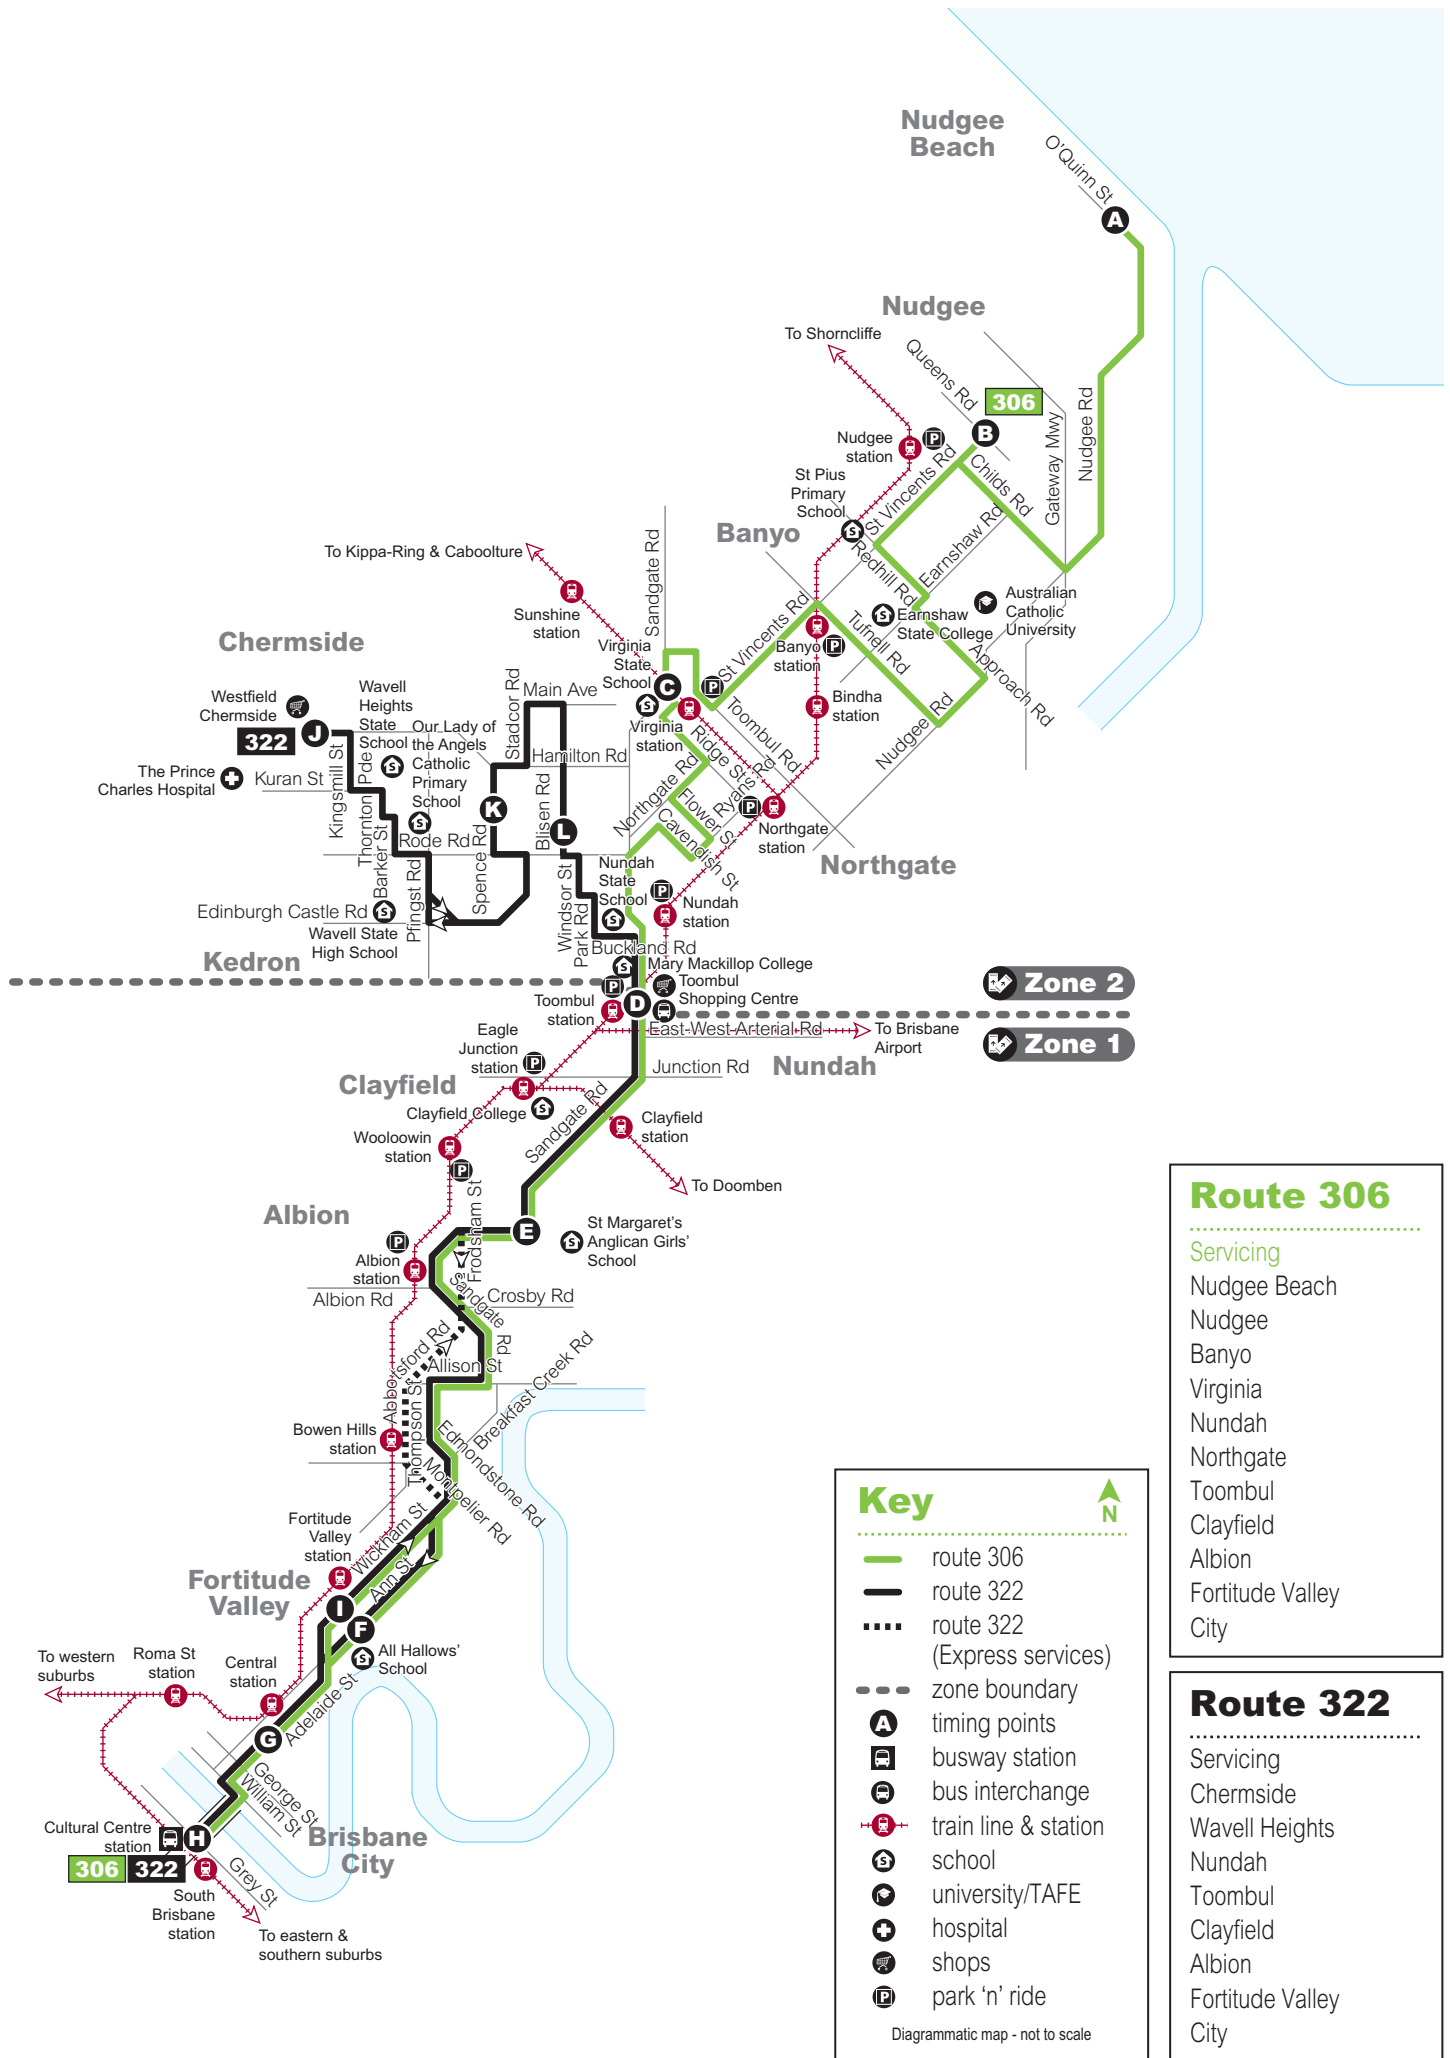 Nudgee
Beach
O'Quinn St
A
Nudgee
To Shorncliffe
Queens Rd
306
B
Nudgee
station
P
St Pius
Primary
School
St Vincents Rd
Childs Rd
Gateway Mwy
Nudgee Rd
Banyo
Redhill Rd
Earnshaw Rd
To Kippa-Ring & Caboolture
Sandgate Rd
Sunshine
station
Australian
Catholic
University
Earnshaw
State College
St Vincents Rd
Tufnell Rd
Banyo
station
P
Approach Rd
Chermside
Virginia
State
School
C
P
Bindha
station
Nudgee Rd
Westfield
Chermside
J
322
Wavell
Heights
State
School
Our Lady of
the Angels
Catholic
Primary
School
Stadcor Rd
Main Ave
Hamilton Rd
Virginia
station
Toombul Rd
Ridge St
Ryans Rd
The Prince
Charles Hospital
Kuran St
Kingsmill St
Thornton Pde
K
Blisen Rd
L
Northgate Rd
Flower St
P
Northgate
station
Northgate
Rode Rd
Barker St
Pfingst Rd
Spence Rd
Cavendish St
Nundah
State
School
P
Nundah
station
Edinburgh Castle Rd
Wavell State
High School
Windsor St
Park Rd
Buckland Rd
Kedron
Mary Mackillop College
Toombul
Shopping Centre
P
D
Toombul
station
Zone 2
Zone 1
East-West Arterial Rd
To Brisbane
Airport
Eagle
Junction
station
P
Junction Rd
Nundah
Clayfield
Clayfield College
Sandgate Rd
Clayfield
station
Wooloowin
station
P
To Doomben
Albion
Frodsham St
E
St Margaret's
Anglican Girls'
School
P
Albion
station
Albion Rd
Sandgate
Rd
Crosby Rd
Abbotsford Rd
Allison St
Breakfast Creek Rd
Bowen Hills
station
Thompson St
Edmondstone Rd
Montpelier Rd
Fortitude
Valley
station
Wickham St
Ann St
Fortitude
Valley
I
F
All Hallows'
School
To western
suburbs
Roma St
station
Central
station
Adelaide St
G
George St
William St
Cultural Centre
station
H
306
322
Brisbane
City
Grey St
South
Brisbane
station
To eastern &
southern suburbs
Key
N
route 306
route 322
route 322
(Express services)
zone boundary
A
timing points
busway station
bus interchange
train line & station
school
university/TAFE
hospital
shops
P
park 'n' ride
Diagrammatic map - not to scale
Route 306
Servicing
Nudgee Beach
Nudgee
Banyo
Virginia
Nundah
Northgate
Toombul
Clayfield
Albion
Fortitude Valley
City
Route 322
Servicing
Chermside
Wavell Heights
Nundah
Toombul
Clayfield
Albion
Fortitude Valley
City